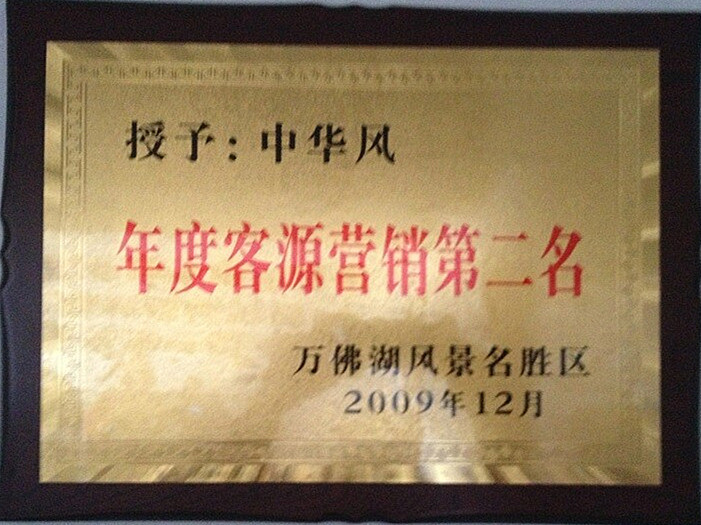 授予：中华风
年度客源营销第二名
万佛湖风景名胜区
2009年12月